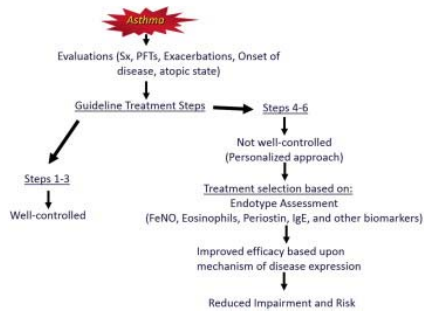 Asthma
Evaluations (Sx, PFTs, Exacerbations, Onset of
disease, atopic state)
Guideline Treatment Steps
Steps 4-6
Not well-controlled
(Personalized approach)
Steps 1-3
Well-controlled
Treatment selection based on:
Endotype Assessment
(FeNO, Eosinophils, Periostin, IgE, and other biomarkers)
Improved efficacy based upon
mechanism of disease expression
Reduced Impairment and Risk